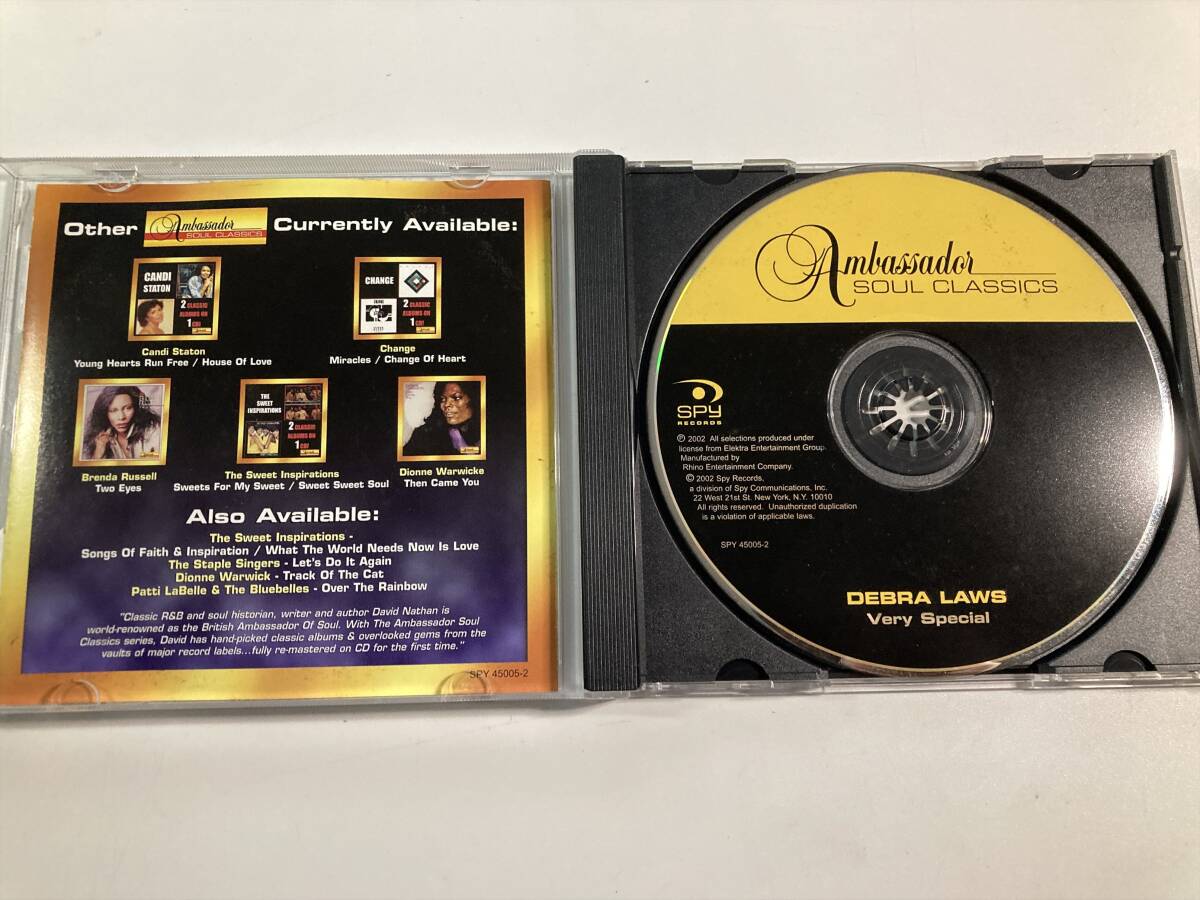 Other Ambassador SOUL CLASSICS Currently Available:
CANDI STATON
2 CLASSIC ALBUMS ON 1 CD!
CHANGE
2 CLASSIC ALBUMS ON 1 CD!
Candi Staton
Young Hearts Run Free / House Of Love
Change
Miracles / Change Of Heart
THE SWEET INSPIRATIONS
2 CLASSIC ALBUMS ON 1 CD!
Brenda Russell
Two Eyes
The Sweet Inspirations
Sweets For My Sweet / Sweet Sweet Soul
Dionne Warwicke
Then Came You
Also Available:
The Sweet Inspirations -
Songs Of Faith & Inspiration / What The World Needs Now Is Love
The Staple Singers - Let's Do It Again
Dionne Warwick - Track Of The Cat
Patti LaBelle & The Bluebelles - Over The Rainbow
"Classic R&B and soul historian, writer and author David Nathan is
world-renowned as the British Ambassador Of Soul. With The Ambassador Soul
Classics series, David has hand-picked classic albums & overlooked gems from the
vaults of major record labels...fully re-mastered on CD for the first time."
SPY 45005-2
Ambassador
SOUL CLASSICS
SPY
RECORDS
℗ 2002 All selections produced under
license from Elektra Entertainment Group.
Manufactured by
Rhino Entertainment Company.
© 2002 Spy Records,
a division of Spy Communications, Inc.
22 West 21st St. New York, N.Y. 10010
All rights reserved. Unauthorized duplication
is a violation of applicable laws.
SPY 45005-2
DEBRA LAWS
Very Special